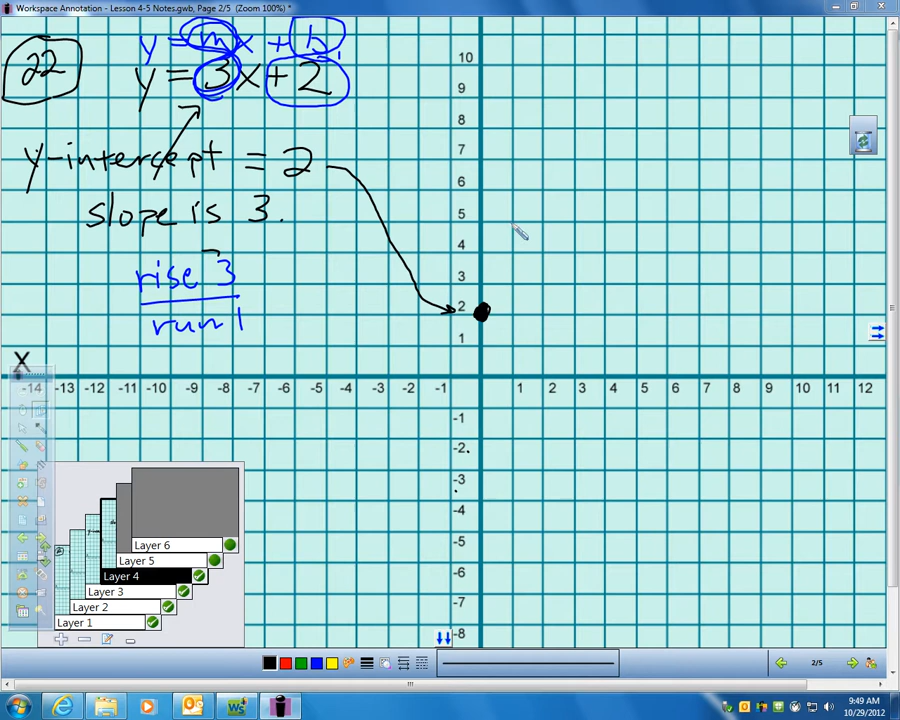 Workspace Annotation - Lesson 4-5 Notes.gwb, Page 2/5 (Zoom 100%) *
22
y = mx + b
y = 3x + 2
y-intercept = 2
slope is 3.
rise 3
run 1
10
9
8
7
6
5
4
3
2
1
X
-14 -13 -12 -11 -10 -9 -8 -7 -6 -5 -4 -3 -2 -1 1 2 3 4 5 6 7 8 9 10 11 12
-1
-2
-3
-4
-5
-6
-7
-8
Layer 6
Layer 5
Layer 4
Layer 3
Layer 2
Layer 1
2/5
9:49 AM
10/29/2012